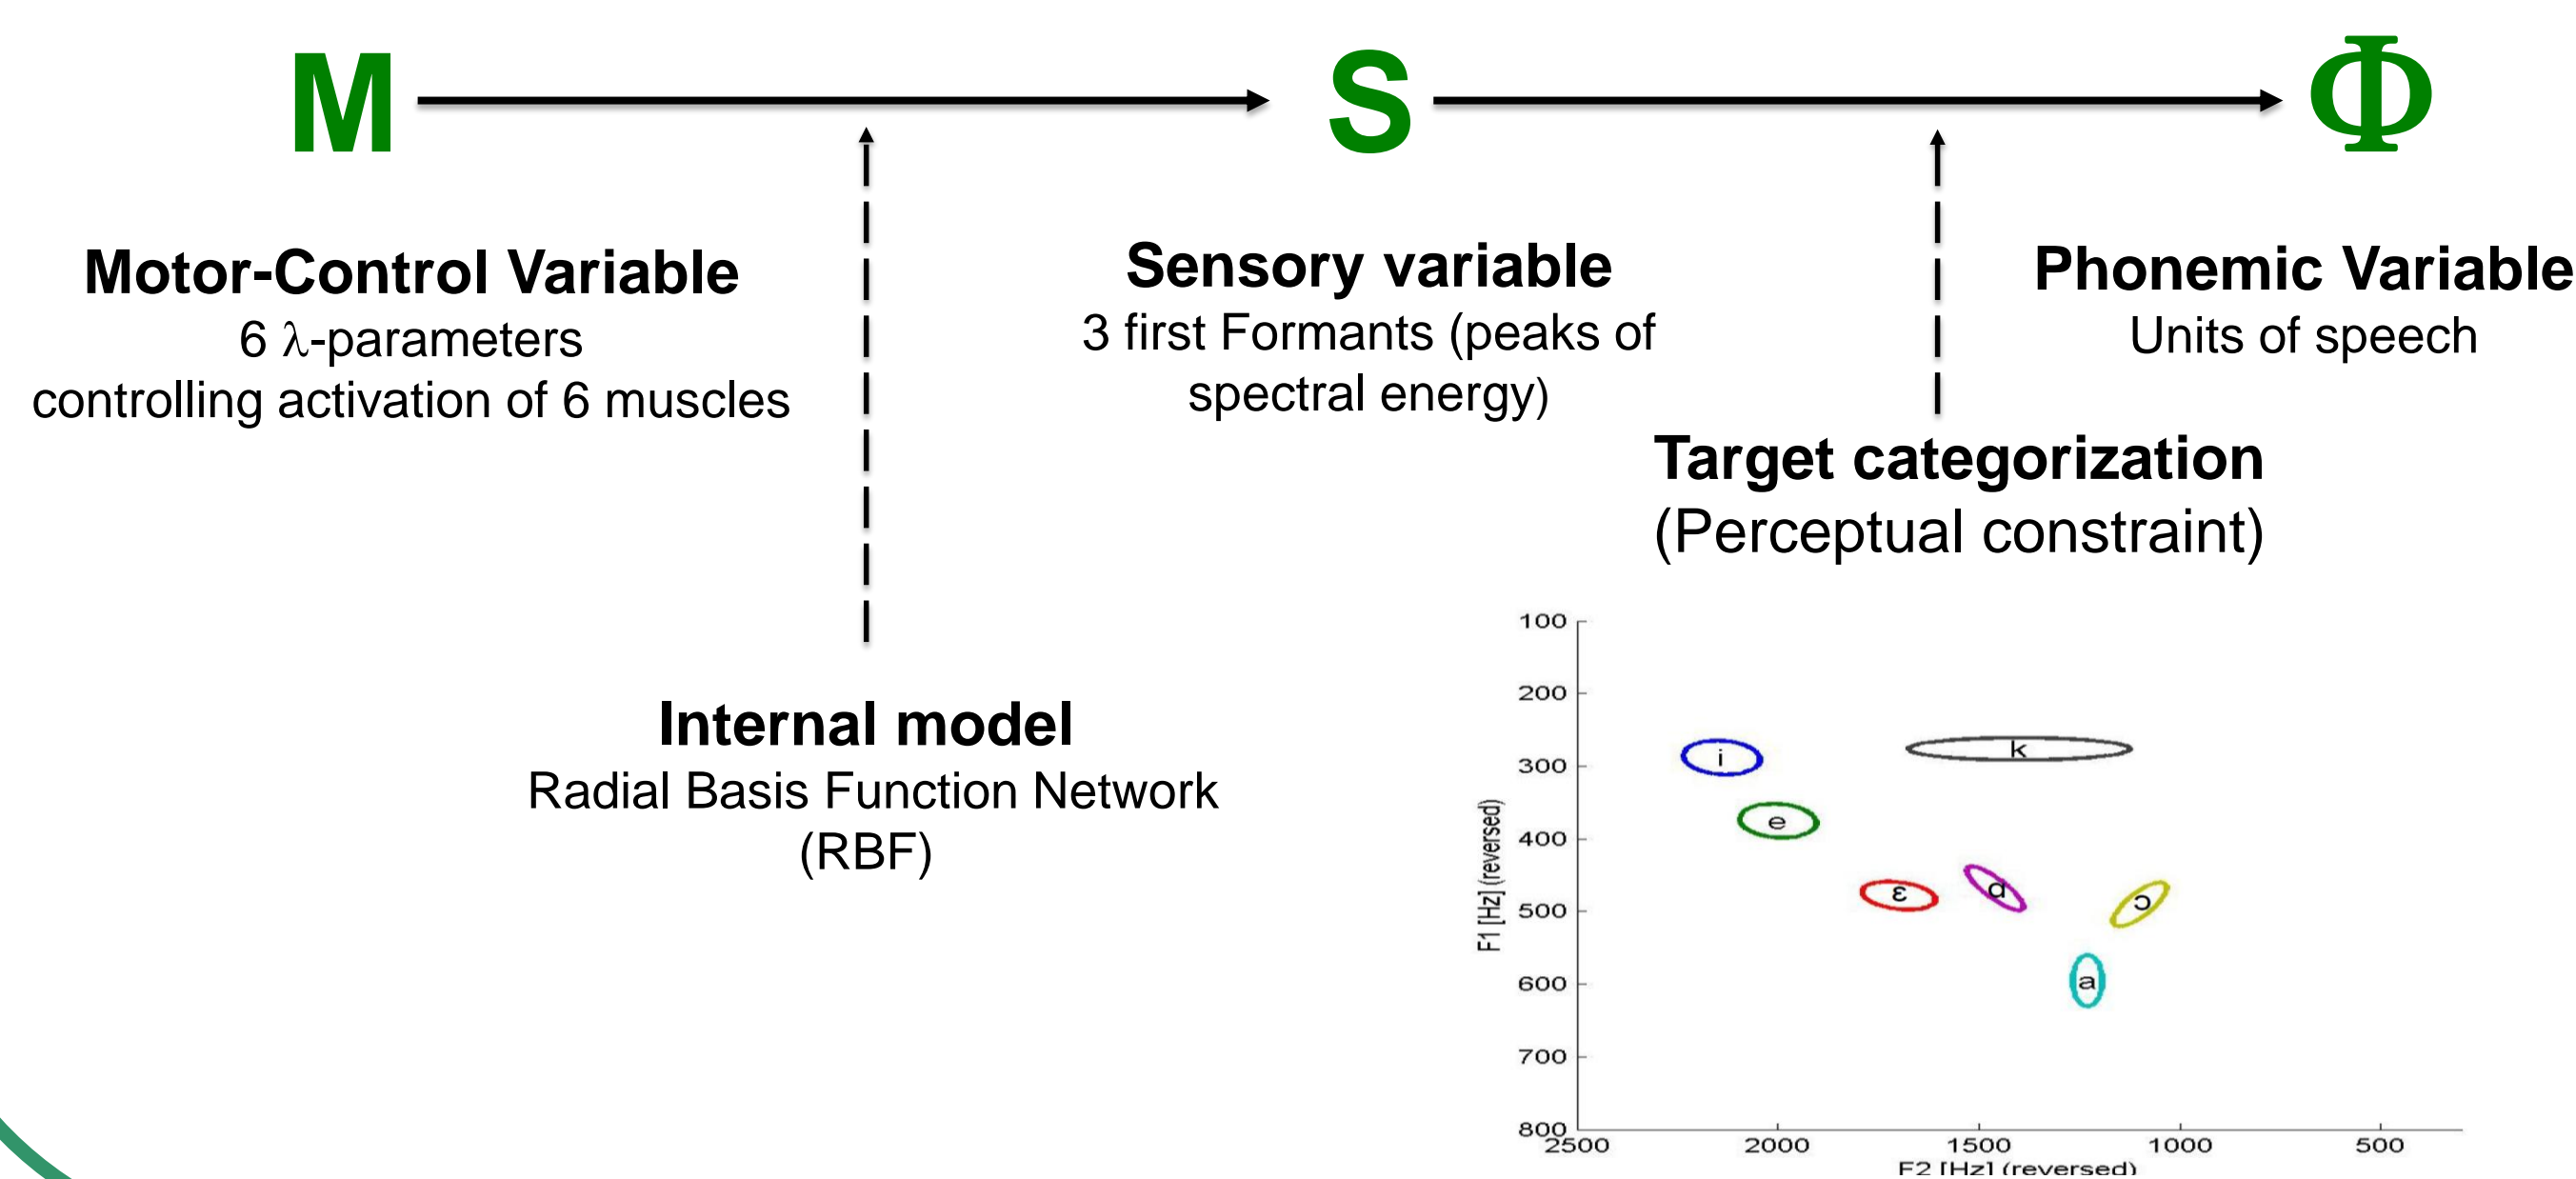 M
S
Φ
Motor-Control Variable
6 λ-parameters
controlling activation of 6 muscles
Sensory variable
3 first Formants (peaks of
spectral energy)
Phonemic Variable
Units of speech
Target categorization
(Perceptual constraint)
Internal model
Radial Basis Function Network
(RBF)
F1 [Hz] (reversed)
100
200
300
400
500
600
700
800
i
k
e
ɛ
ɔ
a
2500
2000
1500
1000
500
F2 [Hz] (reversed)